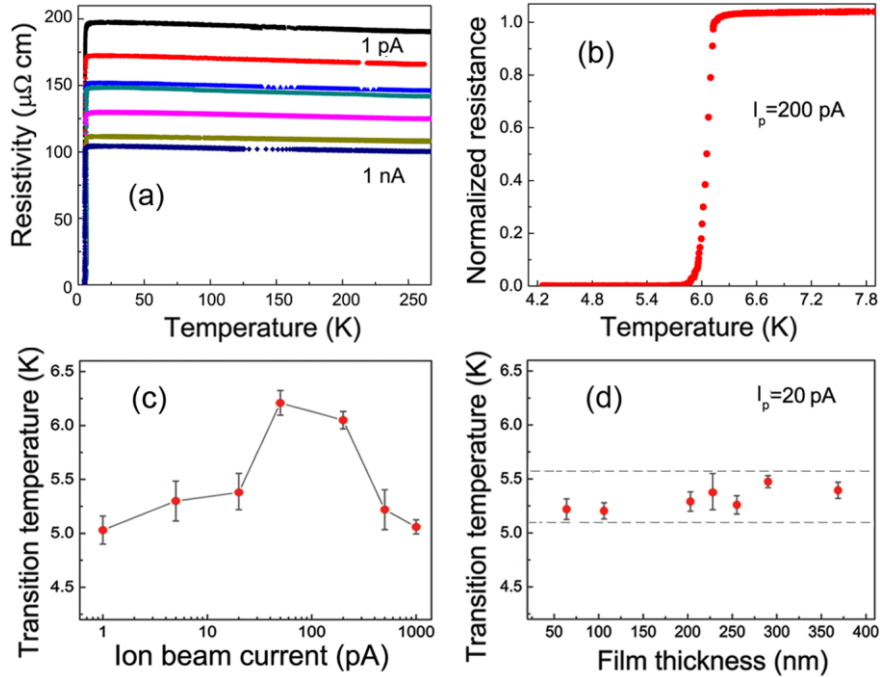 Resistivity (μΩ cm)
200
150
100
50
0
(a)
1 pA
1 nA
0 50 100 150 200 250
Temperature (K)
Normalized resistance
1.0
0.8
0.6
0.4
0.2
0.0
(b)
I_p=200 pA
4.2 4.8 5.4 6.0 6.6 7.2 7.8
Temperature (K)
Transition temperature (K)
6.5
6.0
5.5
5.0
4.5
(c)
1 10 100 1000
Ion beam current (pA)
Transition temperature (K)
6.5
6.0
5.5
5.0
4.5
(d)
I_p=20 pA
50 100 150 200 250 300 350 400
Film thickness (nm)